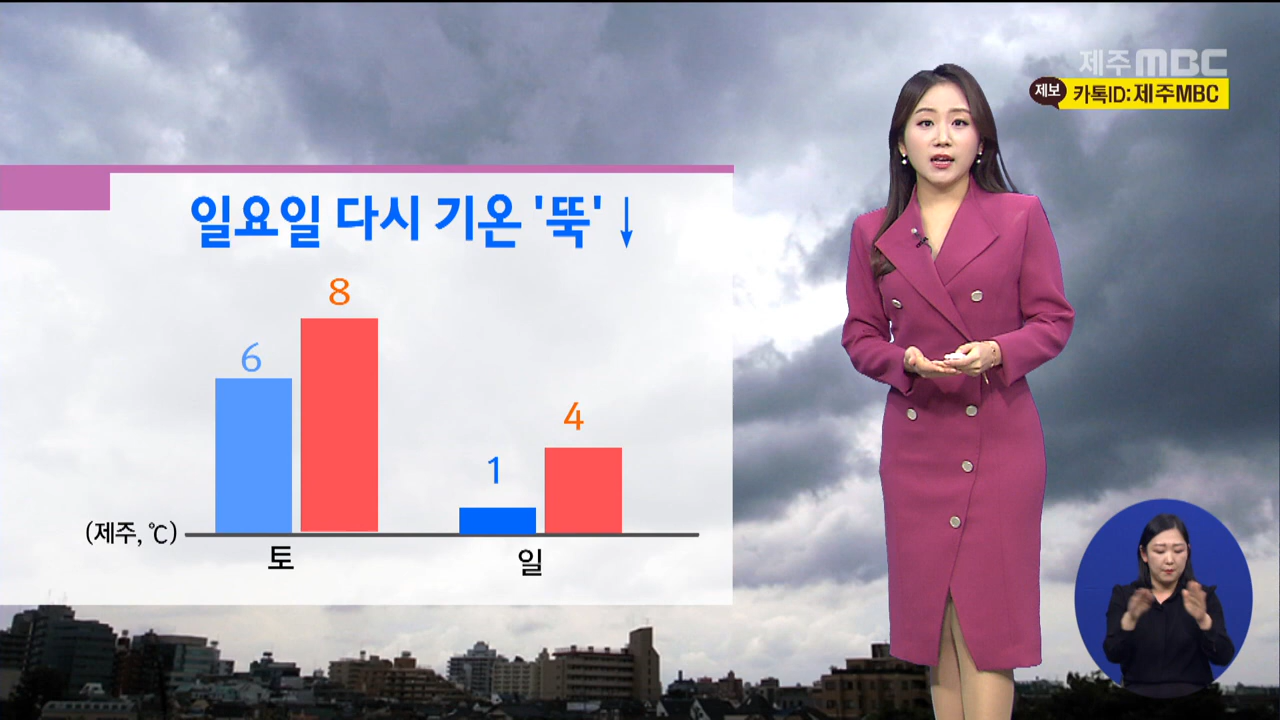 제주MBC
제보 카톡ID:제주MBC
일요일 다시 기온 '뚝' ↓
8
6
4
1
(제주, ℃)
토 일